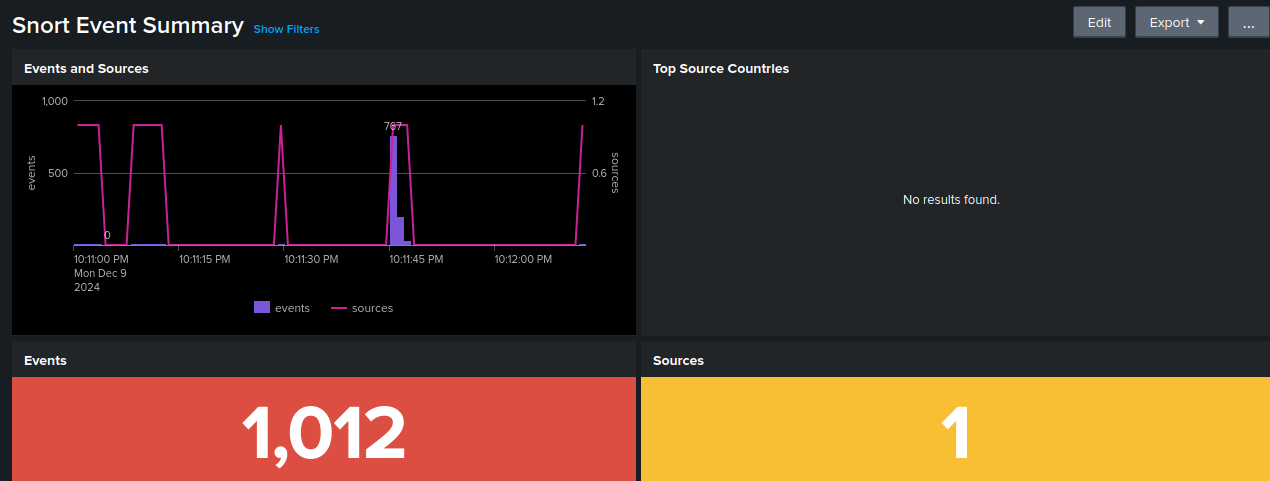 Snort Event Summary Show Filters
Edit
Export
...
Events and Sources
1,000
500
events
767
0
1.2
0.6
sources
10:11:00 PM
Mon Dec 9
2024
10:11:15 PM
10:11:30 PM
10:11:45 PM
10:12:00 PM
events
sources
Top Source Countries
No results found.
Events
1,012
Sources
1